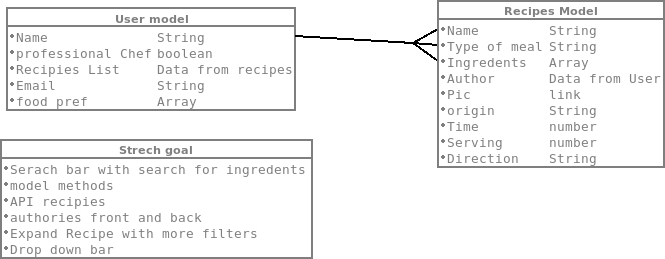 User model
Name String
professional Chef boolean
Recipies List Data from recipes
Email String
food pref Array
Recipes Model
Name String
Type of meal String
Ingredents Array
Author Data from User
Pic link
origin String
Time number
Serving number
Direction String
Strech goal
Serach bar with search for ingredents
model methods
API recipies
authories front and back
Expand Recipe with more filters
Drop down bar